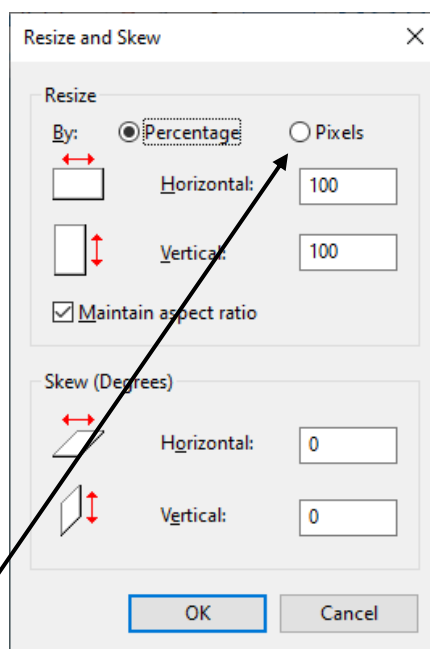 Resize and Skew
Resize
By: Percentage Pixels
Horizontal: 100
Vertical: 100
Maintain aspect ratio
Skew (Degrees)
Horizontal: 0
Vertical: 0
OK Cancel